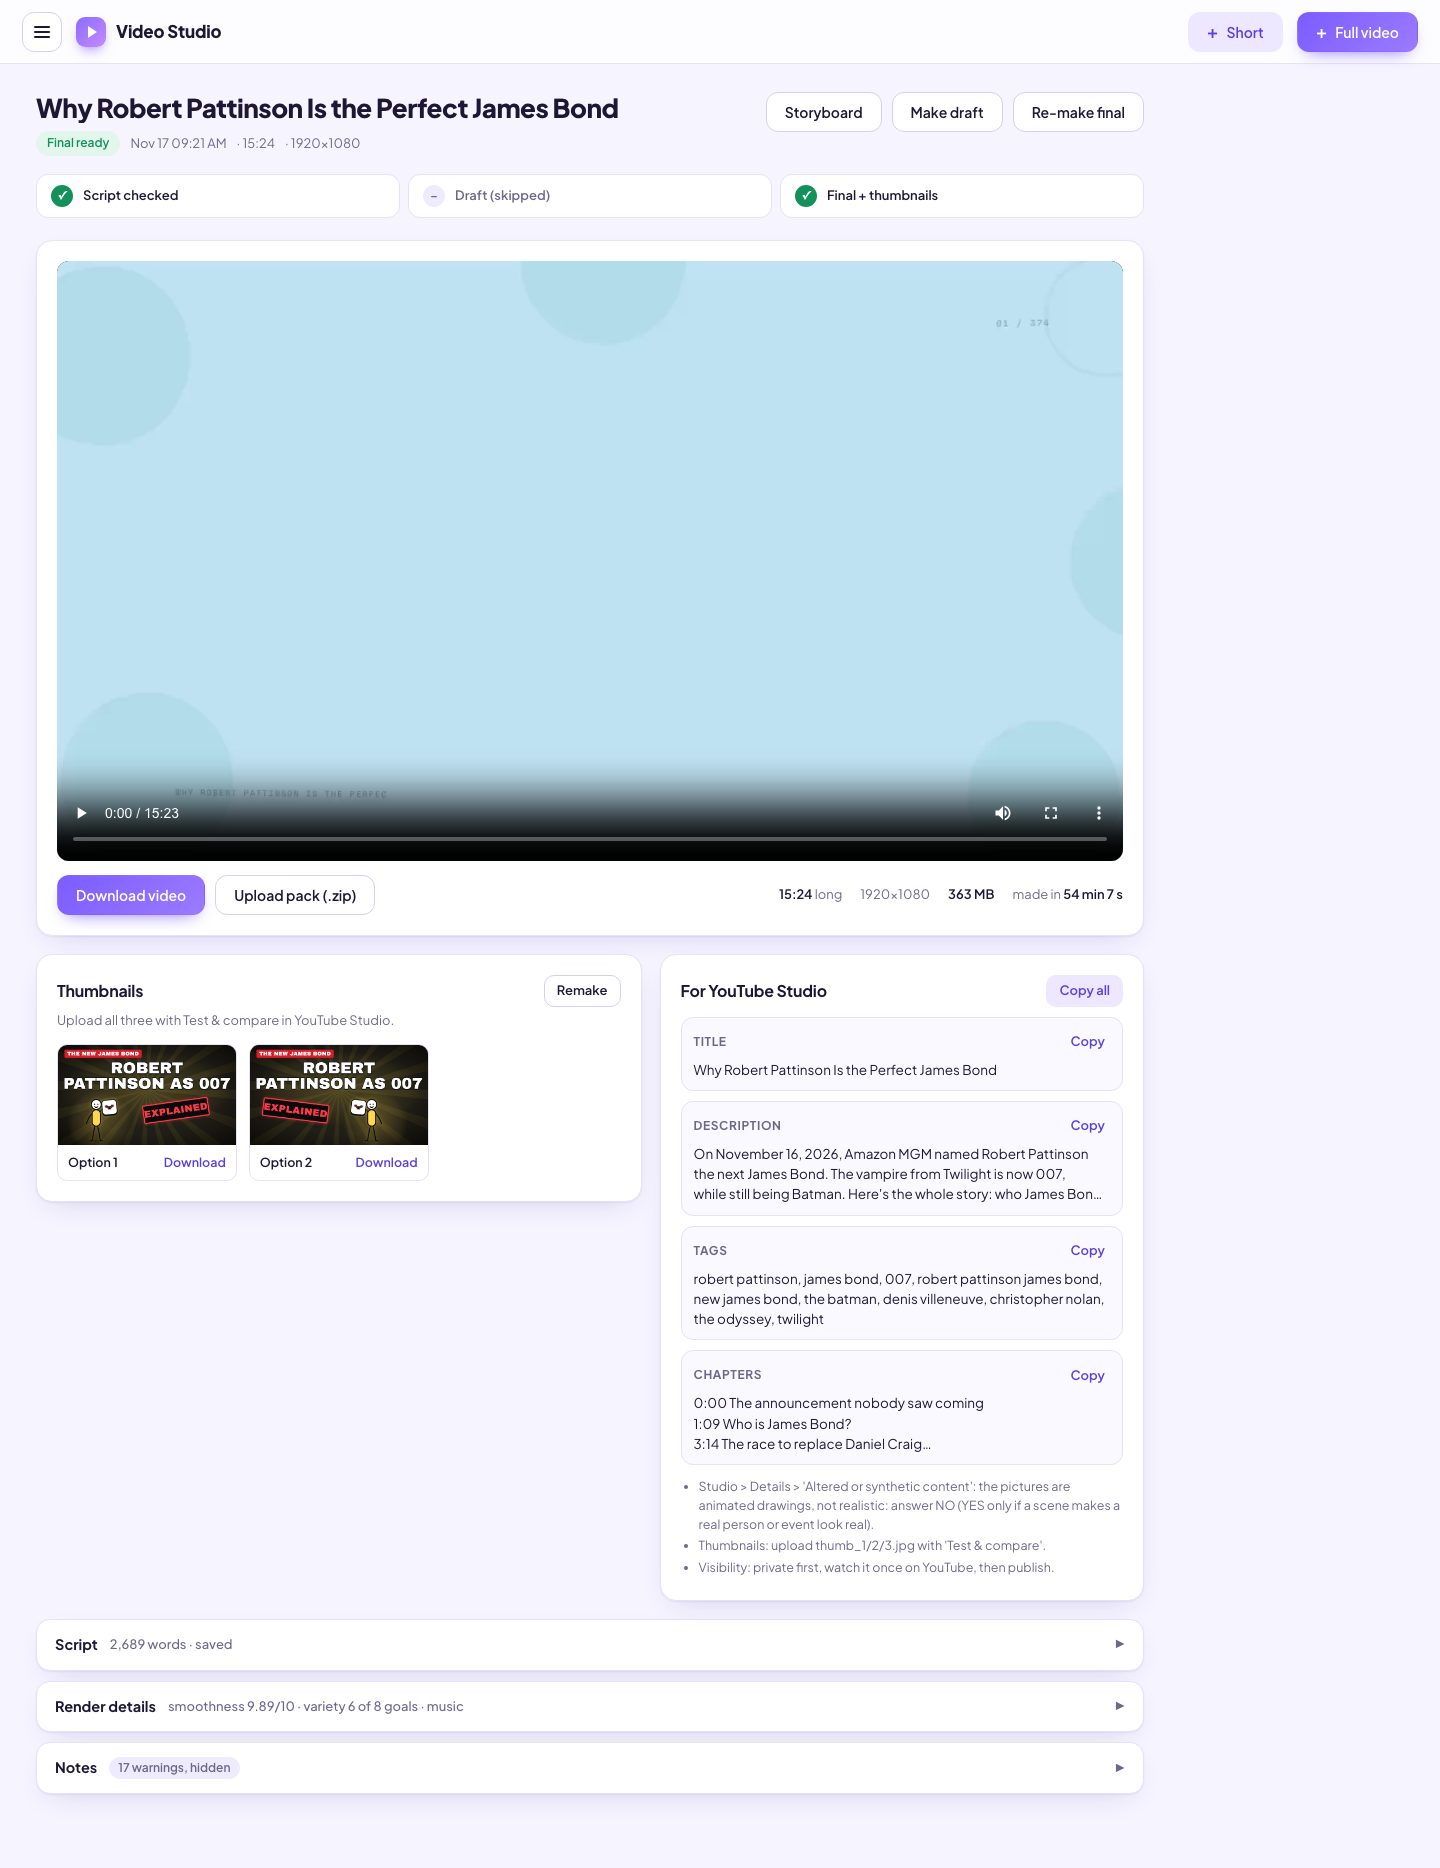 Video Studio
+ Short
+ Full video
Why Robert Pattinson Is the Perfect James Bond
Storyboard
Make draft
Re-make final
Final ready
Nov 17 09:21 AM · 15:24 · 1920×1080
Script checked
Draft (skipped)
Final + thumbnails
01 / 374
WHY ROBERT PATTINSON IS THE PERFEC
0:00 / 15:23
Download video
Upload pack (.zip)
15:24 long 1920×1080 363 MB made in 54 min 7 s
Thumbnails
Remake
Upload all three with Test & compare in YouTube Studio.
THE NEW JAMES BOND
ROBERT
PATTINSON AS 007
EXPLAINED
Option 1
Download
THE NEW JAMES BOND
ROBERT
PATTINSON AS 007
EXPLAINED
Option 2
Download
For YouTube Studio
Copy all
TITLE
Copy
Why Robert Pattinson Is the Perfect James Bond
DESCRIPTION
Copy
On November 16, 2026, Amazon MGM named Robert Pattinson
the next James Bond. The vampire from Twilight is now 007,
while still being Batman. Here's the whole story: who James Bon…
TAGS
Copy
robert pattinson, james bond, 007, robert pattinson james bond,
new james bond, the batman, denis villeneuve, christopher nolan,
the odyssey, twilight
CHAPTERS
Copy
0:00 The announcement nobody saw coming
1:09 Who is James Bond?
3:14 The race to replace Daniel Craig…
• Studio > Details > 'Altered or synthetic content': the pictures are
animated drawings, not realistic: answer NO (YES only if a scene makes a
real person or event look real).
• Thumbnails: upload thumb_1/2/3.jpg with 'Test & compare'.
• Visibility: private first, watch it once on YouTube, then publish.
Script 2,689 words · saved
Render details smoothness 9.89/10 · variety 6 of 8 goals · music
Notes 17 warnings, hidden